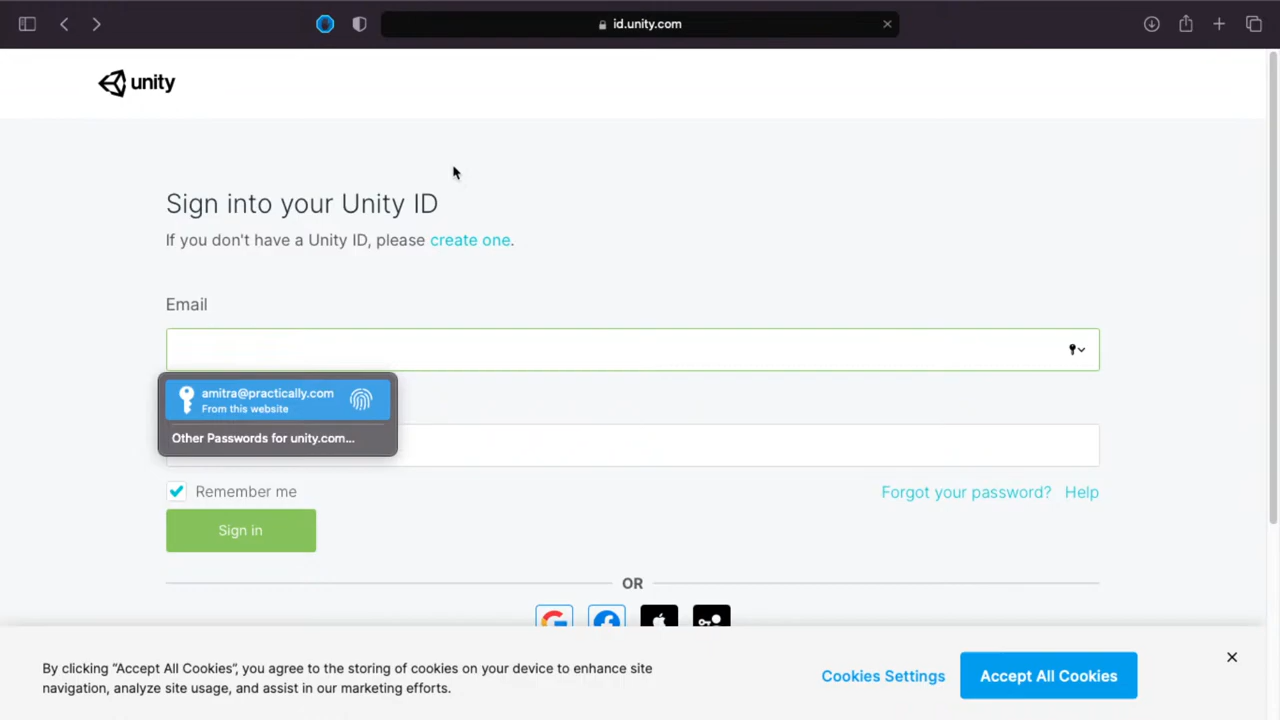 id.unity.com
unity
Sign into your Unity ID
If you don't have a Unity ID, please create one.
Email
amitra@practically.com
From this website
Other Passwords for unity.com...
Remember me
Forgot your password? Help
Sign in
OR
By clicking “Accept All Cookies”, you agree to the storing of cookies on your device to enhance site
navigation, analyze site usage, and assist in our marketing efforts.
Cookies Settings
Accept All Cookies